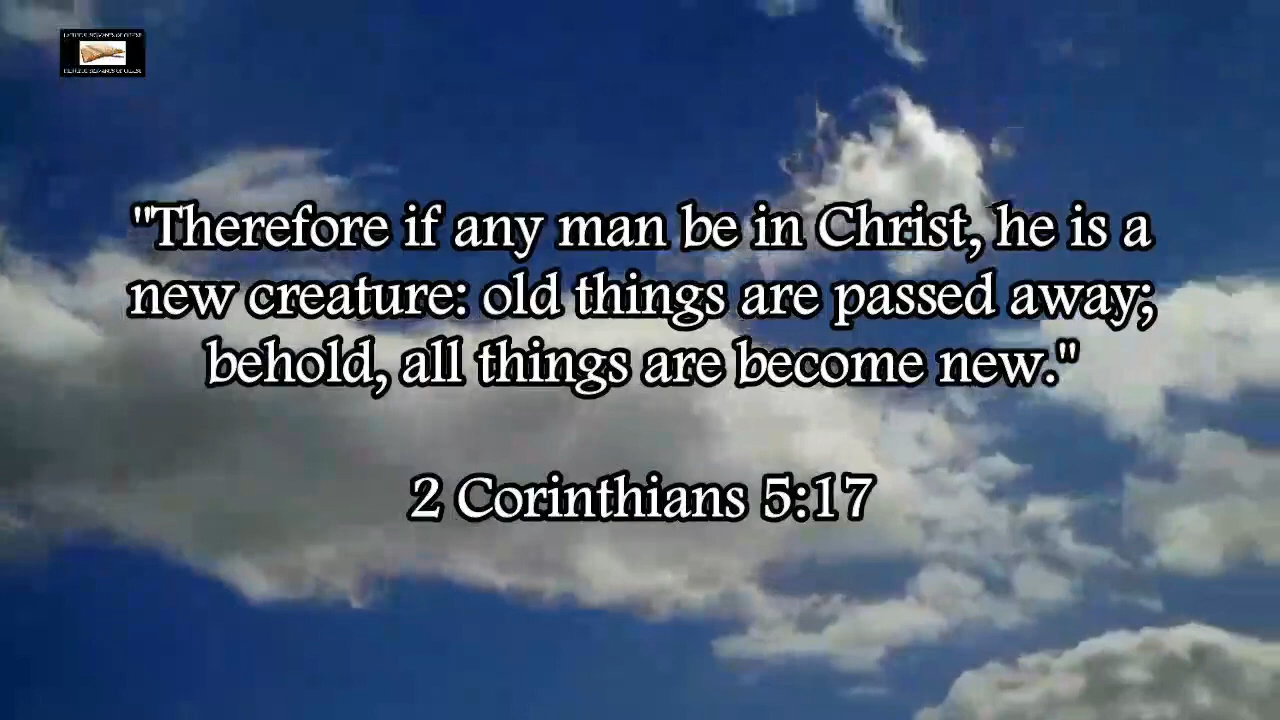 "Therefore if any man be in Christ, he is a
new creature: old things are passed away;
behold, all things are become new."
2 Corinthians 5:17